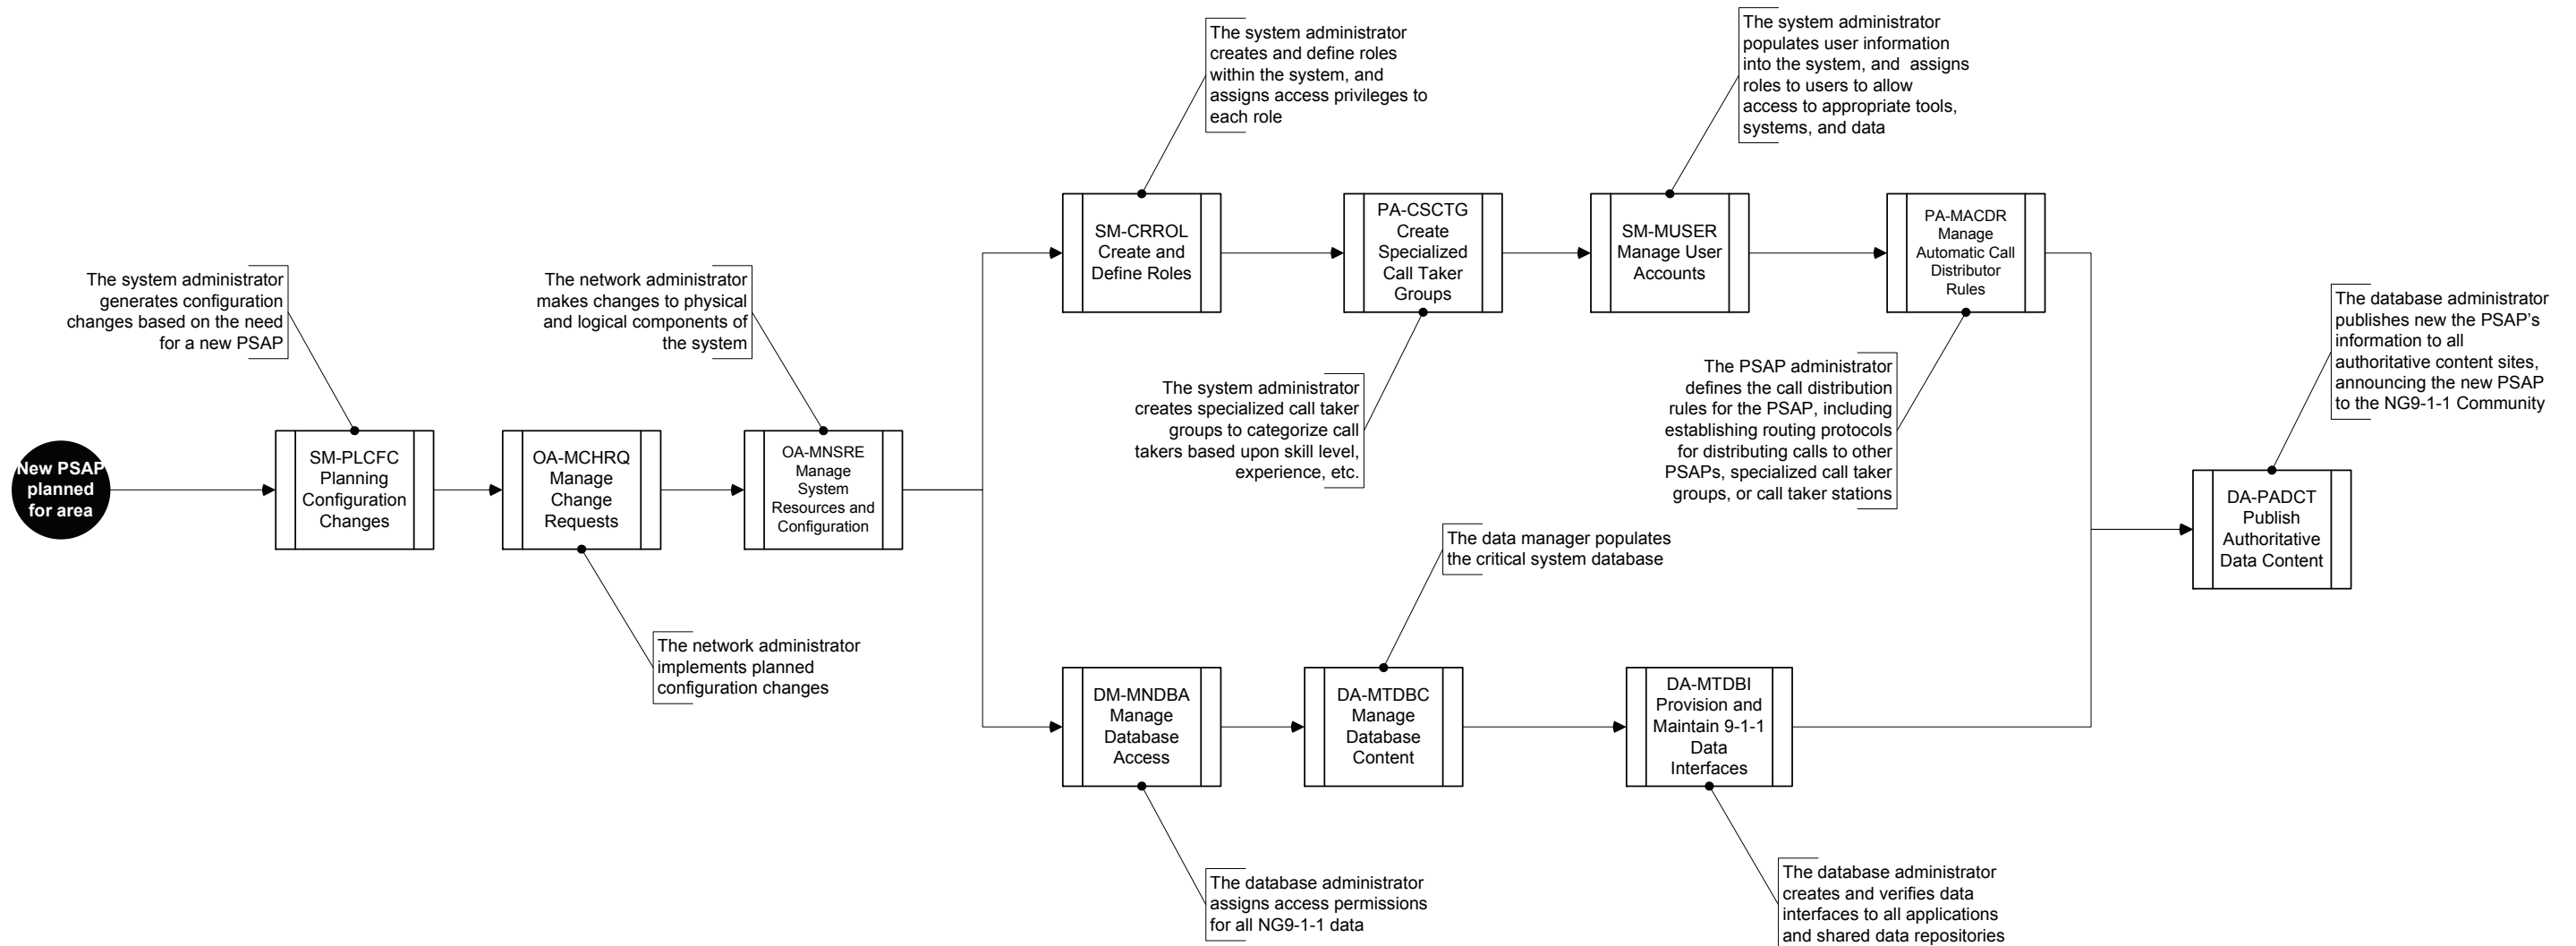 The system administrator
creates and define roles
within the system, and
assigns access privileges to
each role
The system administrator
populates user information
into the system, and  assigns
roles to users to allow
access to appropriate tools,
systems, and data
The system administrator
generates configuration
changes based on the need
for a new PSAP
The network administrator
makes changes to physical
and logical components of
the system
SM-CRROL
Create and
Define Roles
PA-CSCTG
Create
Specialized
Call Taker
Groups
SM-MUSER
Manage User
Accounts
PA-MACDR
Manage
Automatic Call
Distributor
Rules
The database administrator
publishes new the PSAP's
information to all
authoritative content sites,
announcing the new PSAP
to the NG9-1-1 Community
The system administrator
creates specialized call taker
groups to categorize call
takers based upon skill level,
experience, etc.
The PSAP administrator
defines the call distribution
rules for the PSAP, including
establishing routing protocols
for distributing calls to other
PSAPs, specialized call taker
groups, or call taker stations
New PSAP
planned
for area
SM-PLCFC
Planning
Configuration
Changes
OA-MCHRQ
Manage
Change
Requests
OA-MNSRE
Manage
System
Resources and
Configuration
DA-PADCT
Publish
Authoritative
Data Content
The data manager populates
the critical system database
The network administrator
implements planned
configuration changes
DM-MNDBA
Manage
Database
Access
DA-MTDBC
Manage
Database
Content
DA-MTDBI
Provision and
Maintain 9-1-1
Data
Interfaces
The database administrator
assigns access permissions
for all NG9-1-1 data
The database administrator
creates and verifies data
interfaces to all applications
and shared data repositories